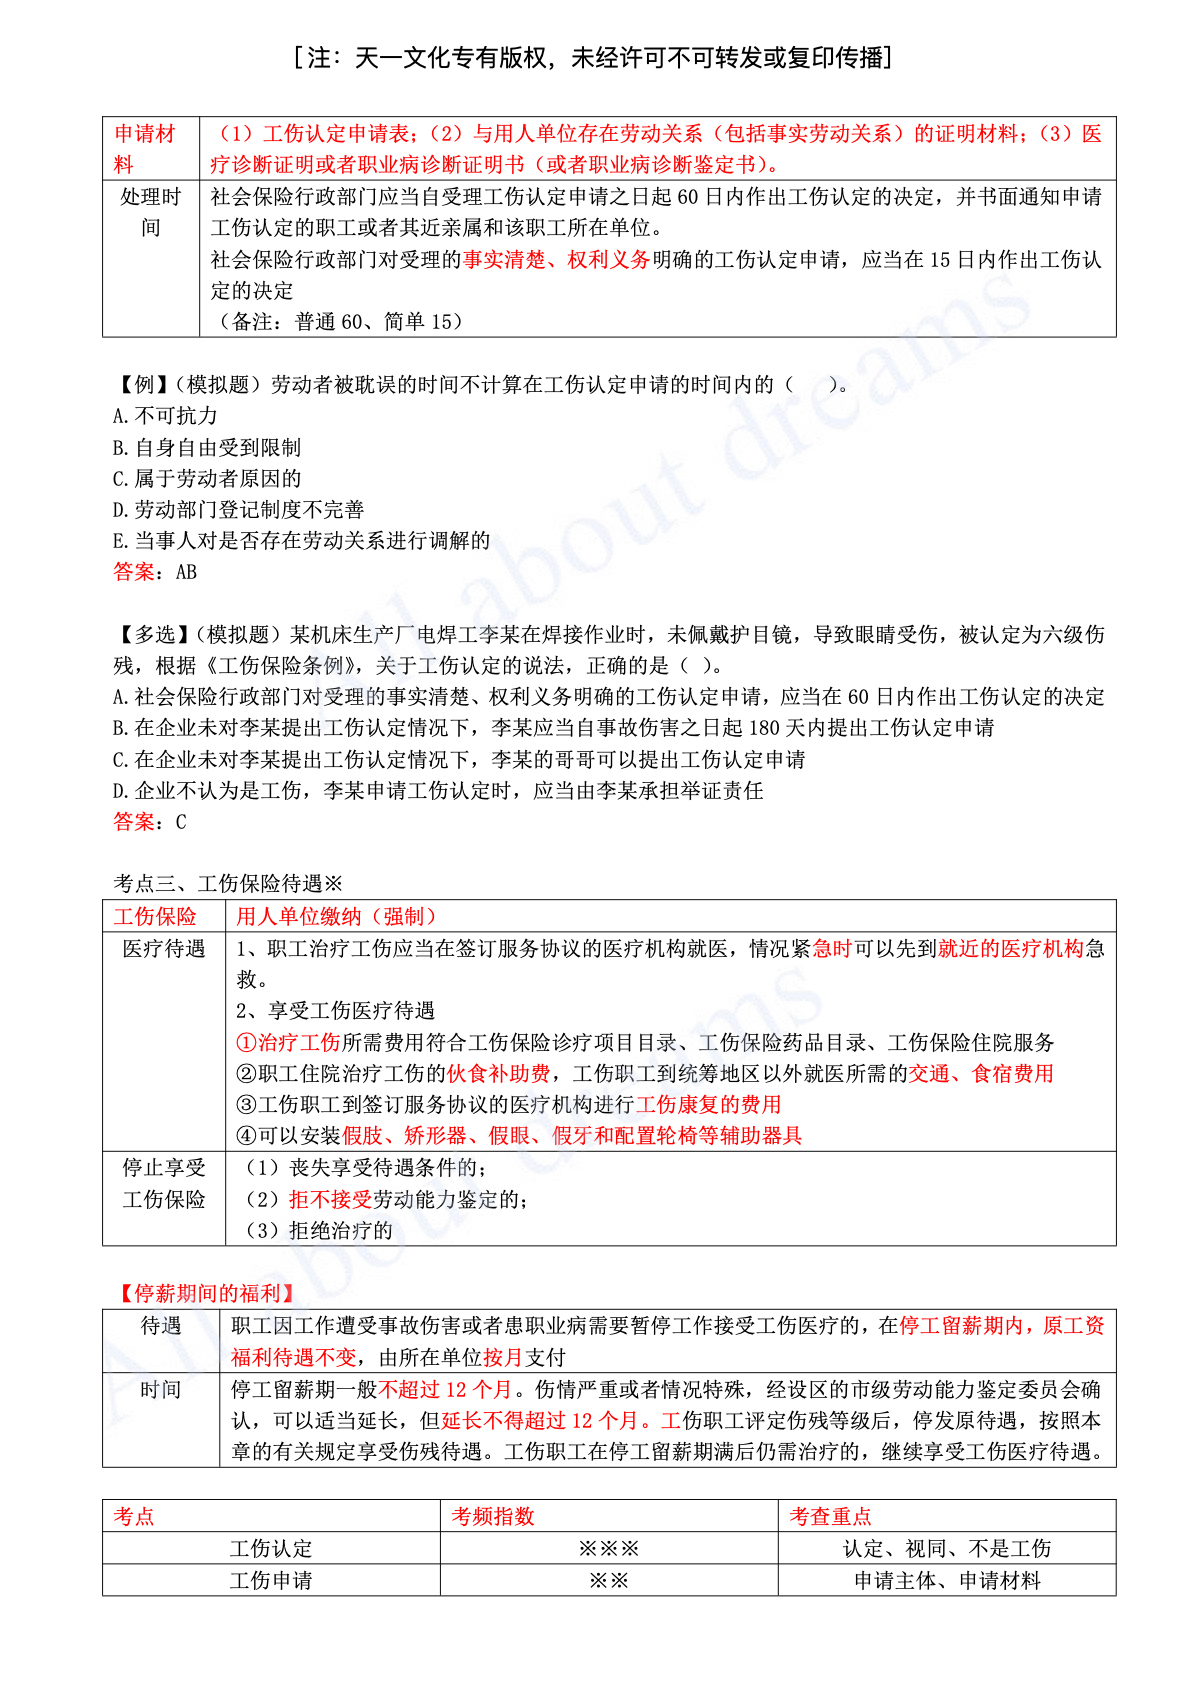 [注：天一文化专有版权，未经许可不可转发或复印传播]
申请材
料
（1）工伤认定申请表；（2）与用人单位存在劳动关系（包括事实劳动关系）的证明材料；（3）医
疗诊断证明或者职业病诊断证明书（或者职业病诊断鉴定书）。
处理时
间
社会保险行政部门应当自受理工伤认定申请之日起 60 日内作出工伤认定的决定，并书面通知申请
工伤认定的职工或者其近亲属和该职工所在单位。
社会保险行政部门对受理的事实清楚、权利义务明确的工伤认定申请，应当在 15 日内作出工伤认
定的决定
（备注：普通 60、简单 15）
【例】（模拟题）劳动者被耽误的时间不计算在工伤认定申请的时间内的（  ）。
A.不可抗力
B.自身自由受到限制
C.属于劳动者原因的
D.劳动部门登记制度不完善
E.当事人对是否存在劳动关系进行调解的
答案：AB
【多选】（模拟题）某机床生产厂电焊工李某在焊接作业时，未佩戴护目镜，导致眼睛受伤，被认定为六级伤
残，根据《工伤保险条例》，关于工伤认定的说法，正确的是（ ）。
A.社会保险行政部门对受理的事实清楚、权利义务明确的工伤认定申请，应当在 60 日内作出工伤认定的决定
B.在企业未对李某提出工伤认定情况下，李某应当自事故伤害之日起 180 天内提出工伤认定申请
C.在企业未对李某提出工伤认定情况下，李某的哥哥可以提出工伤认定申请
D.企业不认为是工伤，李某申请工伤认定时，应当由李某承担举证责任
答案：C
考点三、工伤保险待遇※
工伤保险
用人单位缴纳（强制）
医疗待遇
1、职工治疗工伤应当在签订服务协议的医疗机构就医，情况紧急时可以先到就近的医疗机构急
救。
2、享受工伤医疗待遇
①治疗工伤所需费用符合工伤保险诊疗项目目录、工伤保险药品目录、工伤保险住院服务
②职工住院治疗工伤的伙食补助费，工伤职工到统筹地区以外就医所需的交通、食宿费用
③工伤职工到签订服务协议的医疗机构进行工伤康复的费用
④可以安装假肢、矫形器、假眼、假牙和配置轮椅等辅助器具
停止享受
工伤保险
（1）丧失享受待遇条件的；
（2）拒不接受劳动能力鉴定的；
（3）拒绝治疗的
【停薪期间的福利】
待遇
职工因工作遭受事故伤害或者患职业病需要暂停工作接受工伤医疗的，在停工留薪期内，原工资
福利待遇不变，由所在单位按月支付
时间
停工留薪期一般不超过 12 个月。伤情严重或者情况特殊，经设区的市级劳动能力鉴定委员会确
认，可以适当延长，但延长不得超过 12 个月。工伤职工评定伤残等级后，停发原待遇，按照本
章的有关规定享受伤残待遇。工伤职工在停工留薪期满后仍需治疗的，继续享受工伤医疗待遇。
考点 考频指数 考查重点
工伤认定 ※※※ 认定、视同、不是工伤
工伤申请 ※※ 申请主体、申请材料
All about dreams
All about dreams